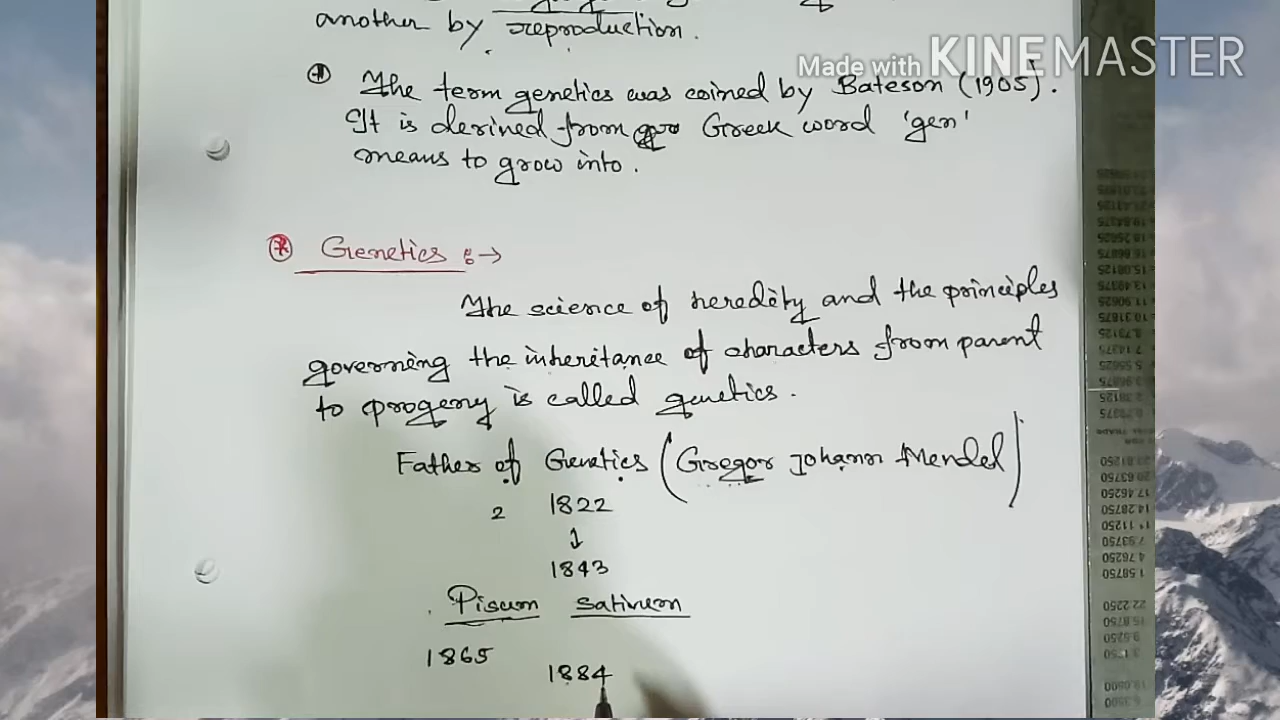 another by reproduction.
Made with KINEMASTER
The term genetics was coined by Bateson (1905).
It is derived from Greek word 'gen'
means to grow into.
Genetics :→
The science of heredity and the principles
governing the inheritance of characters from parent
to progeny is called genetics.
Father of Genetics (Gregor Johann Mendel)
2 1822
↓
1843
Pisum sativum
1865
1884